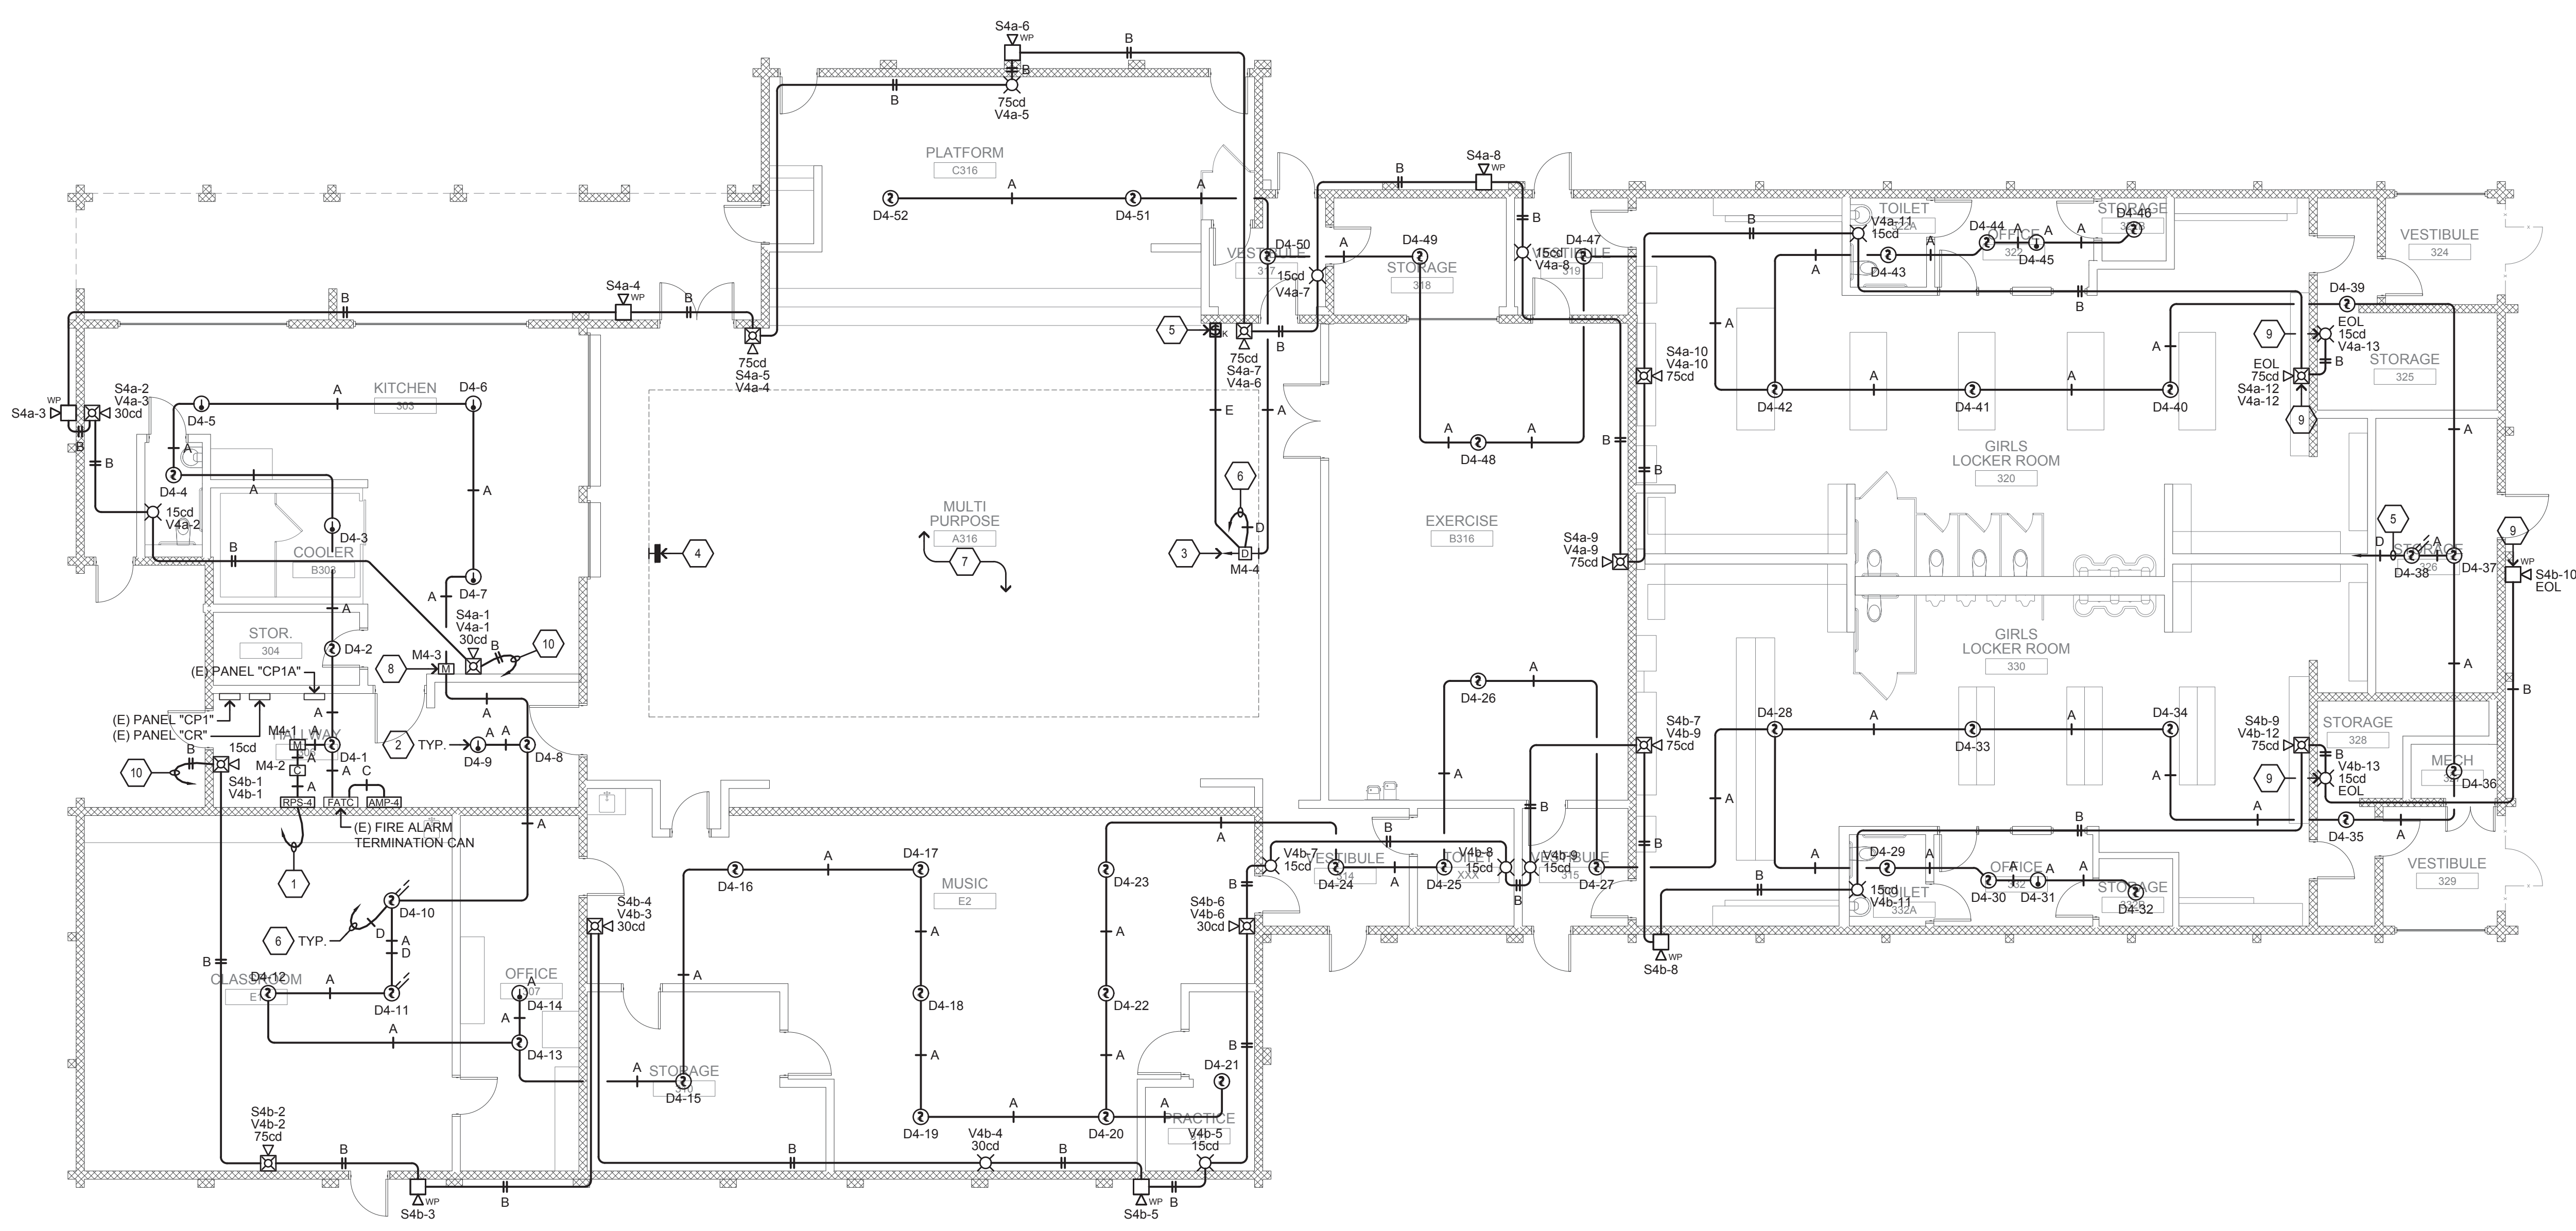 S4a-6
WP
B
B
75cd
V4a-5
B
PLATFORM
C316
D4-52
A
D4-51
A
S4a-8
WP
B
B
D4-50
VESTIBULE
317
A
D4-49
STORAGE
318
15cd
V4a-7
15cd
V4a-8
D4-47
VESTIBULE
319
TOILET
322A
V4a-11
15cd
B
D4-43
A
D4-44
OFFICE
322
A
D4-45
A
STORAGE
D4-46
VESTIBULE
324
A
S4a-4
WP
B
B
75cd
S4a-5
V4a-4
5
K
75cd
S4a-7
V4a-6
B
A
B
D4-39
9
EOL
15cd
V4a-13
B
STORAGE
325
S4a-10
V4a-10
75cd
A
EOL
75cd
S4a-12
V4a-12
9
D4-42
A
D4-41
A
D4-40
S4a-3
WP
S4a-2
V4a-3
30cd
B
B
KITCHEN
303
D4-5
A
D4-6
A
D4-4
A
A
D4-3
15cd
V4a-2
B
COOLER
B303
D4-7
A
A
E
A
A
A
D4-48
B
B
GIRLS
LOCKER ROOM
320
A
MULTI
PURPOSE
A316
4
7
6
D
3
D
M4-4
EXERCISE
B316
S4a-9
V4a-9
75cd
5
D
A
STORAGE
326
D4-38
D4-37
9
WP
S4b-10
EOL
S4a-1
V4a-1
30cd
B
10
STOR.
304
D4-2
M4-3
8
M
(E) PANEL "CP1A"
(E) PANEL "CP1"
(E) PANEL "CR"
A
GIRLS
LOCKER ROOM
330
A
B
D4-26
A
A
M4-1
HALLWAY
M
A
D4-1
2
TYP.
A
A
D4-9
D4-8
15cd
B
10
S4b-1
V4b-1
M4-2
C
A
A
A
C
RPS-4
FATC
AMP-4
(E) FIRE ALARM
TERMINATION CAN
1
A
S4b-7
V4b-9
75cd
D4-28
A
D4-33
A
D4-34
A
A
A
S4b-9
V4b-12
75cd
STORAGE
328
B
V4b-13
15cd
EOL
9
MECH
D4-36
A
D4-35
A
B
B
D4-16
A
D4-17
MUSIC
E2
D4-23
A
B
V4b-7
15cd
VESTIBULE
314
D4-24
A
TOILET
XXX
D4-25
V4b-8
15cd
B
V4b-9
15cd
VESTIBULE
315
D4-27
B
B
D4-29
A
OFFICE
332
D4-30
A
D4-31
A
STORAGE
D4-32
15cd
V4b-11
TOILET
332A
VESTIBULE
329
D4-10
6
TYP.
D
A
D
S4b-4
V4b-3
30cd
A
A
S4b-6
V4b-6
30cd
B
WP
S4b-8
B
CLASSROOM
D4-12
A
D4-11
OFFICE
307
A
D4-14
A
D4-13
A
A
D4-18
D4-22
A
A
B
A
STORAGE
310
D4-15
D4-21
D4-19
A
D4-20
A
PRACTICE
S4b-2
V4b-2
75cd
B
WP
S4b-3
B
B
V4b-4
30cd
B
WP
S4b-5
B
V4b-5
15cd